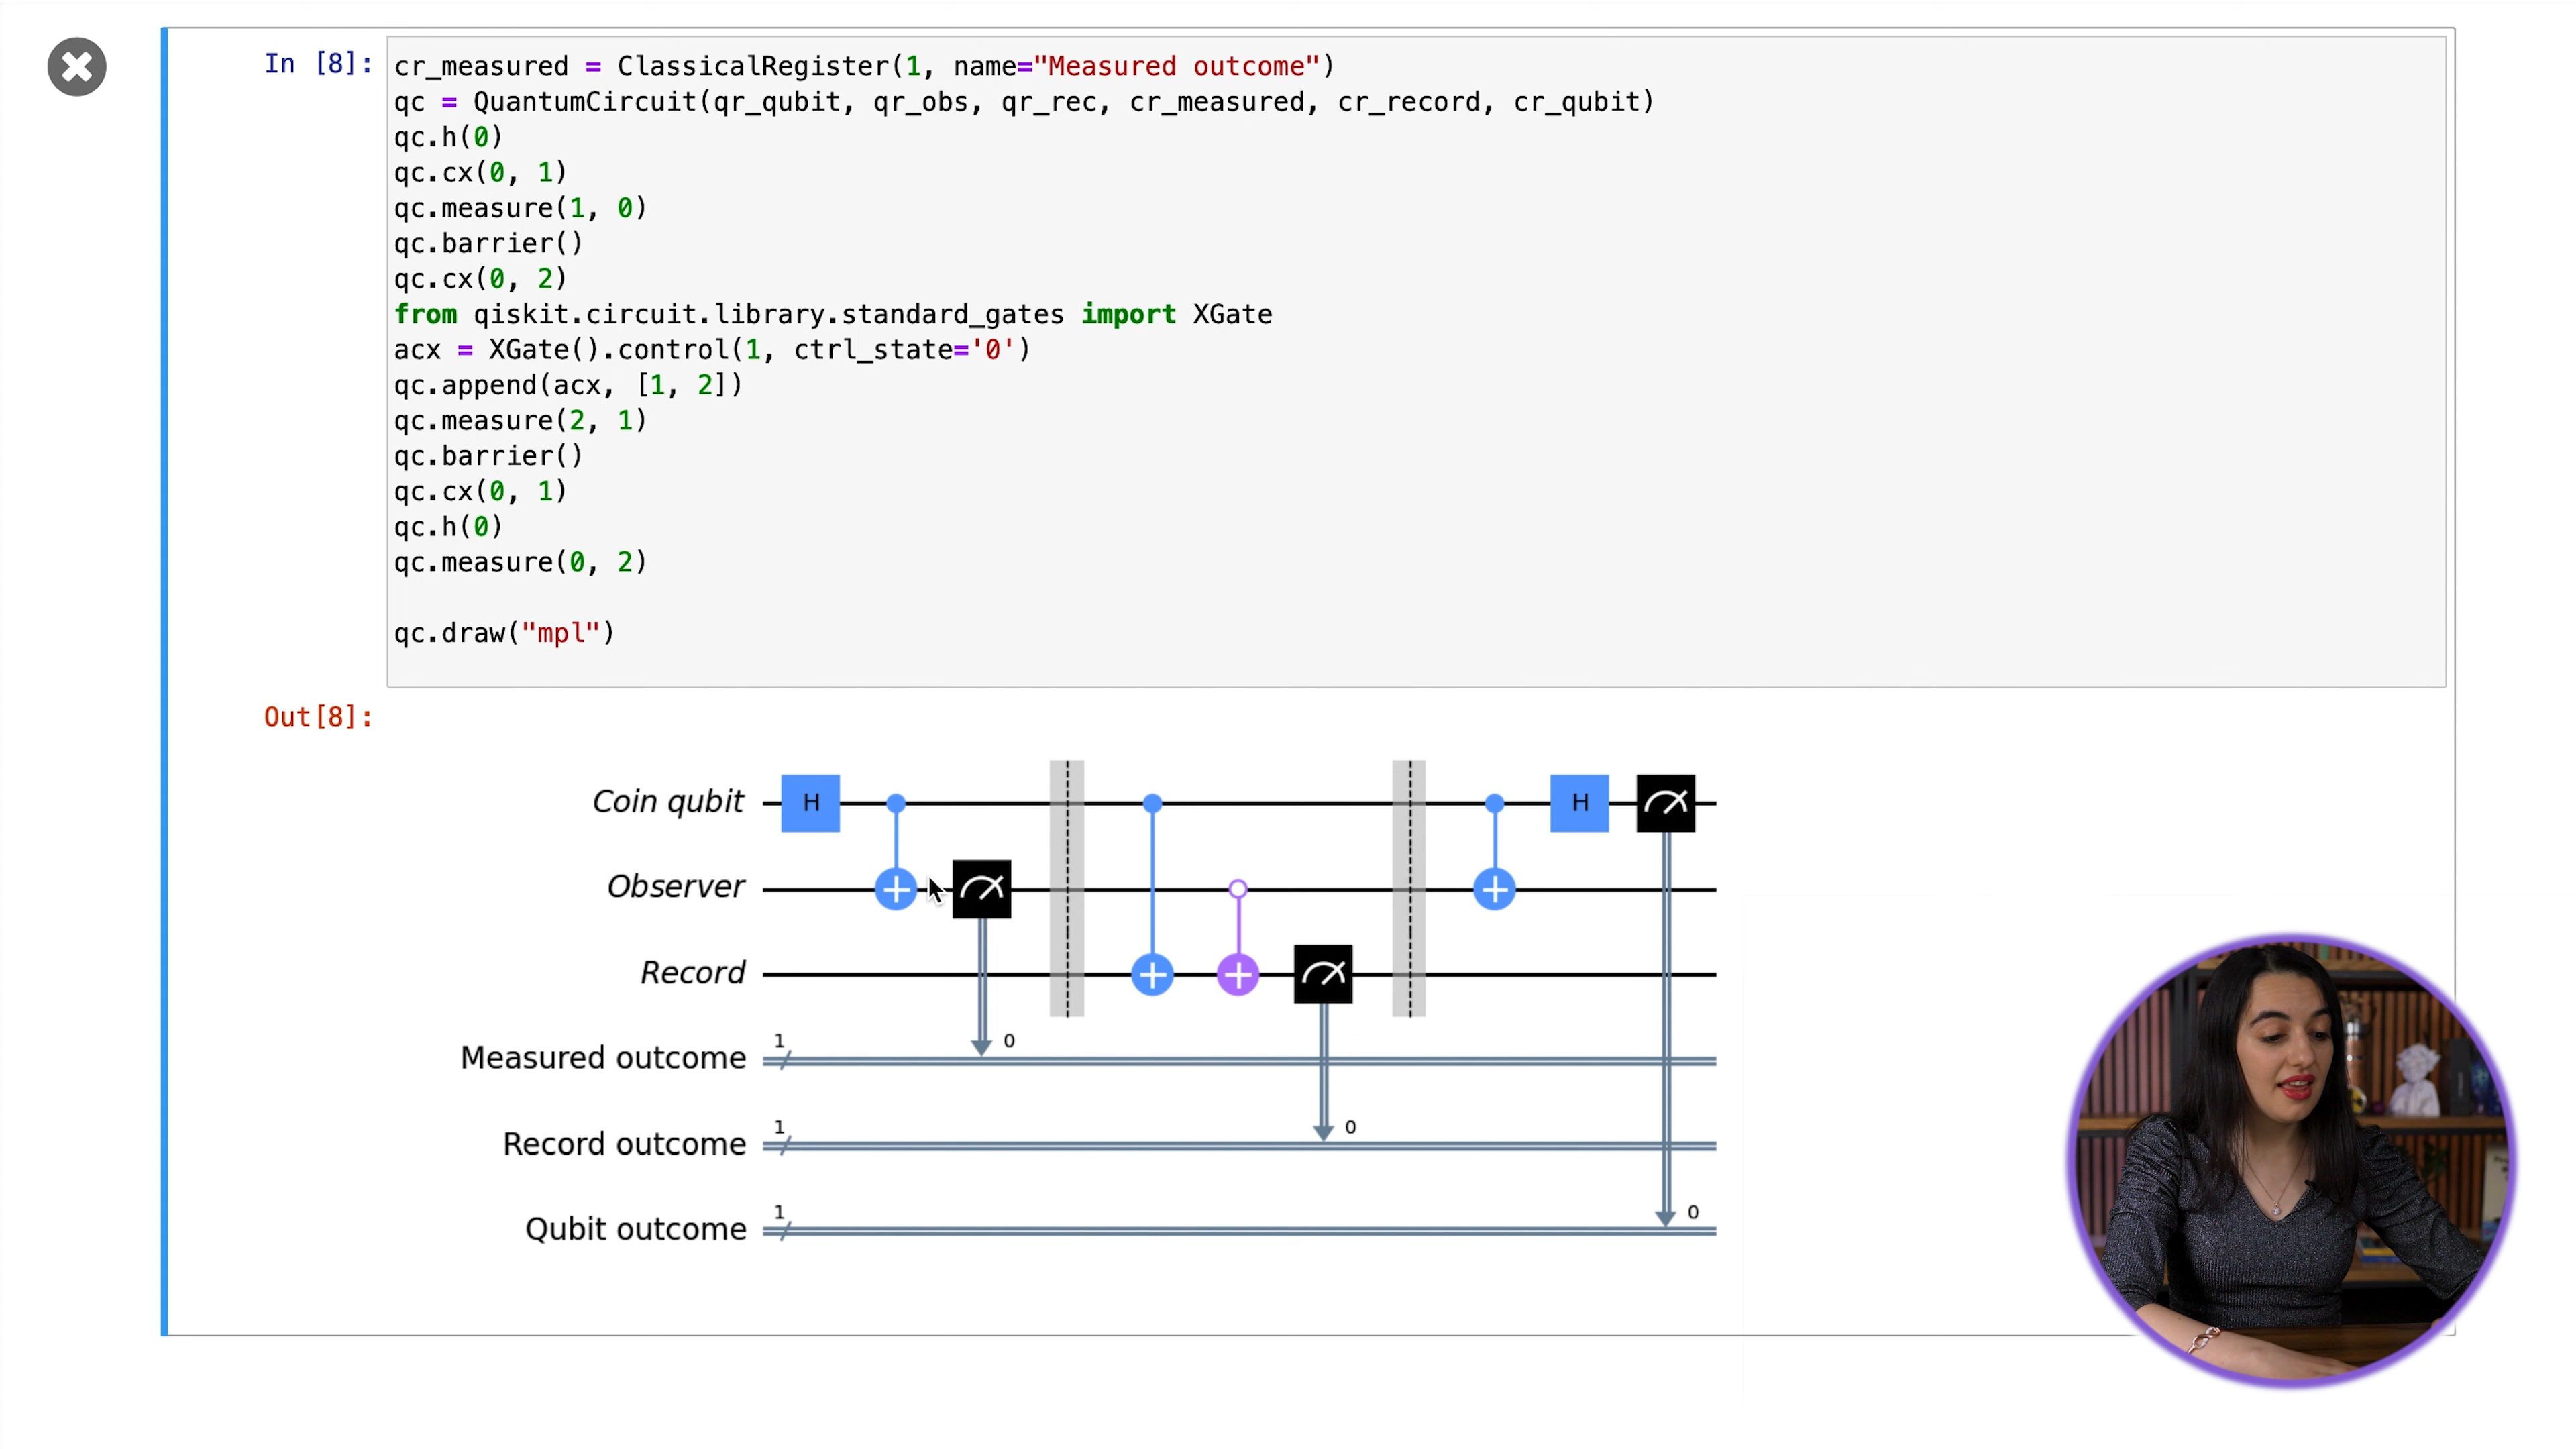 In [8]:
cr_measured = ClassicalRegister(1, name="Measured outcome")
qc = QuantumCircuit(qr_qubit, qr_obs, qr_rec, cr_measured, cr_record, cr_qubit)
qc.h(0)
qc.cx(0, 1)
qc.measure(1, 0)
qc.barrier()
qc.cx(0, 2)
from qiskit.circuit.library.standard_gates import XGate
acx = XGate().control(1, ctrl_state='0')
qc.append(acx, [1, 2])
qc.measure(2, 1)
qc.barrier()
qc.cx(0, 1)
qc.h(0)
qc.measure(0, 2)
qc.draw("mpl")
Out[8]:
Coin qubit H H
Observer
Record
Measured outcome 1 0
Record outcome 1 0
Qubit outcome 1 0